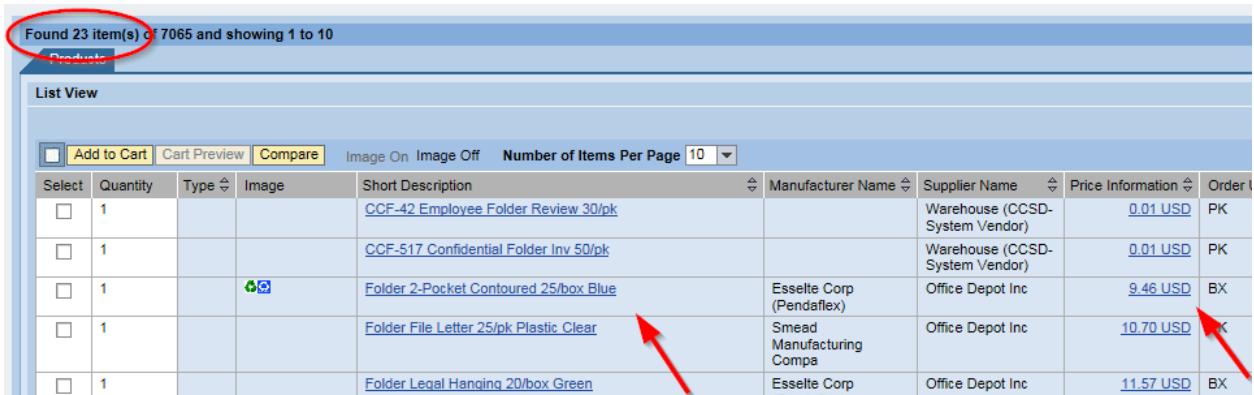 Found 23 item(s) of 7065 and showing 1 to 10
Products
List View
Add to Cart Cart Preview Compare Image On Image Off Number of Items Per Page 10
Select Quantity Type Image Short Description Manufacturer Name Supplier Name Price Information Order U
1 CCF-42 Employee Folder Review 30/pk Warehouse (CCSD- 0.01 USD PK
System Vendor)
1 CCF-517 Confidential Folder Inv 50/pk Warehouse (CCSD- 0.01 USD PK
System Vendor)
1 Folder 2-Pocket Contoured 25/box Blue Esselte Corp Office Depot Inc 9.46 USD BX
(Pendaflex)
1 Folder File Letter 25/pk Plastic Clear Smead Office Depot Inc 10.70 USD
Manufacturing
Compa
1 Folder Legal Hanging 20/box Green Esselte Corp Office Depot Inc 11.57 USD BX